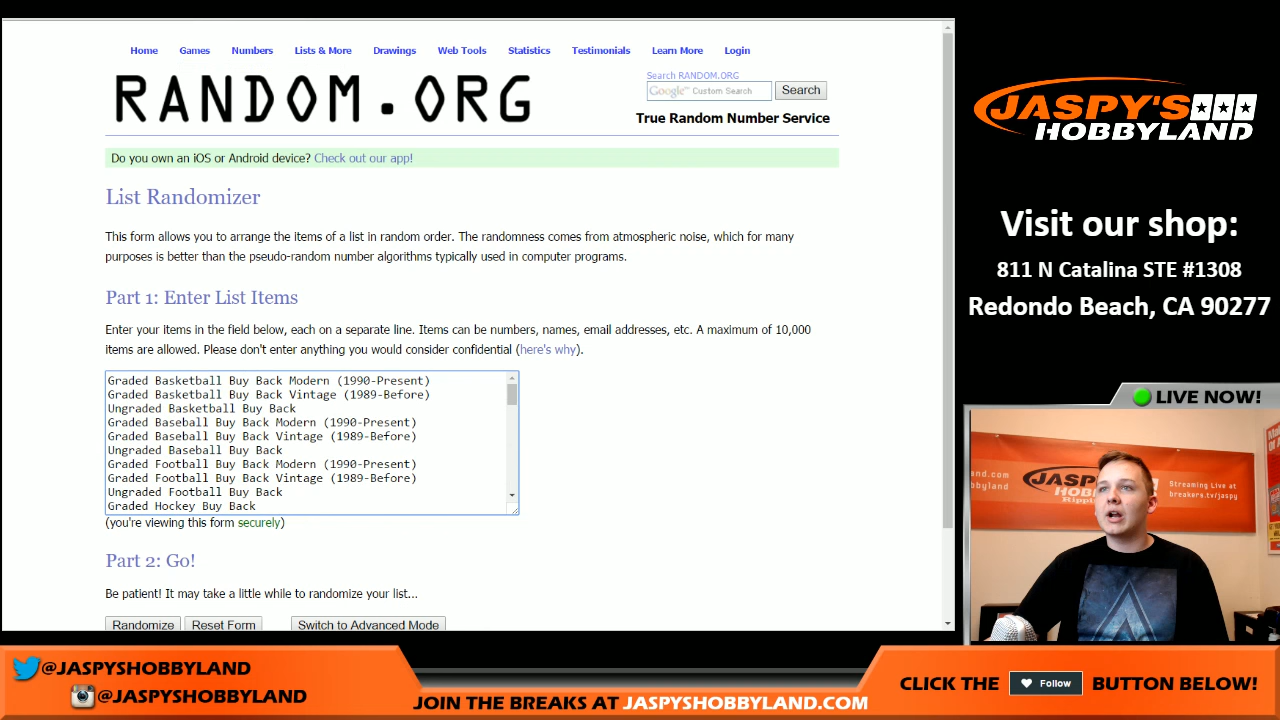 Home Games Numbers Lists & More Drawings Web Tools Statistics Testimonials Learn More Login
RANDOM.ORG
Search RANDOM.ORG
Google™ Custom Search Search
True Random Number Service
Do you own an iOS or Android device? Check out our app!
List Randomizer
This form allows you to arrange the items of a list in random order. The randomness comes from atmospheric noise, which for many
purposes is better than the pseudo-random number algorithms typically used in computer programs.
Part 1: Enter List Items
Enter your items in the field below, each on a separate line. Items can be numbers, names, email addresses, etc. A maximum of 10,000
items are allowed. Please don't enter anything you would consider confidential (here's why).
Graded Basketball Buy Back Modern (1990-Present)
Graded Basketball Buy Back Vintage (1989-Before)
Ungraded Basketball Buy Back
Graded Baseball Buy Back Modern (1990-Present)
Graded Baseball Buy Back Vintage (1989-Before)
Ungraded Baseball Buy Back
Graded Football Buy Back Modern (1990-Present)
Graded Football Buy Back Vintage (1989-Before)
Ungraded Football Buy Back
Graded Hockey Buy Back
(you're viewing this form securely)
Part 2: Go!
Be patient! It may take a little while to randomize your list...
Randomize Reset Form Switch to Advanced Mode
JASPY'S
HOBBYLAND
Visit our shop:
811 N Catalina STE #1308
Redondo Beach, CA 90277
LIVE NOW!
Streaming Live at
breakers.tv/jaspy
@JASPYSHOBBYLAND
@JASPYSHOBBYLAND
JOIN THE BREAKS AT JASPYSHOBBYLAND.COM
CLICK THE Follow BUTTON BELOW!